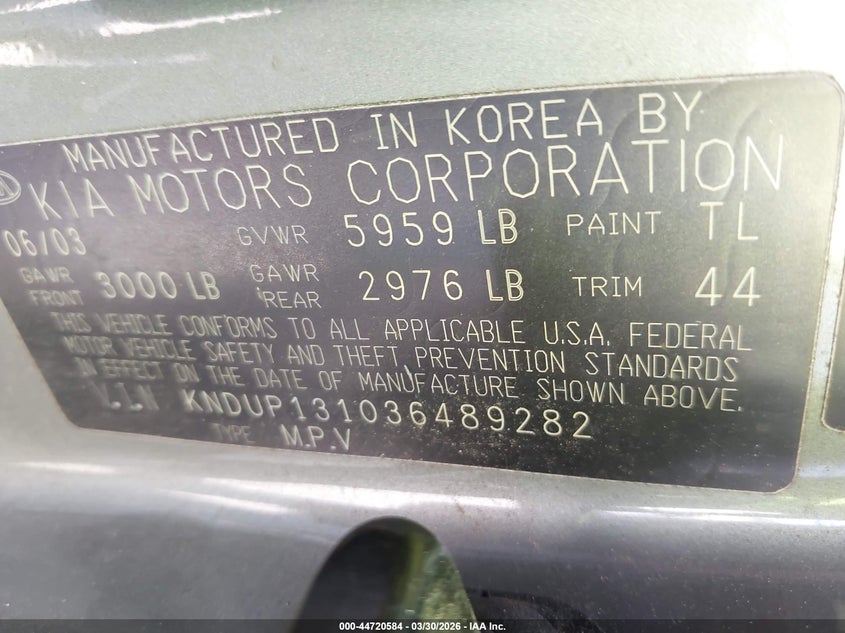 MANUFACTURED IN KOREA BY
KIA MOTORS CORPORATION
06/03 GVWR 5959 LB PAINT TL
GAWR FRONT 3000 LB GAWR REAR 2976 LB TRIM 44
THIS VEHICLE CONFORMS TO ALL APPLICABLE U.S.A. FEDERAL
MOTOR VEHICLE SAFETY AND THEFT PREVENTION STANDARDS
IN EFFECT ON THE DATE OF MANUFACTURE SHOWN ABOVE.
V.I.N KNDUP131036489282
TYPE M.P.V
000-44720584 | 03/30/2026 | IAA Inc.